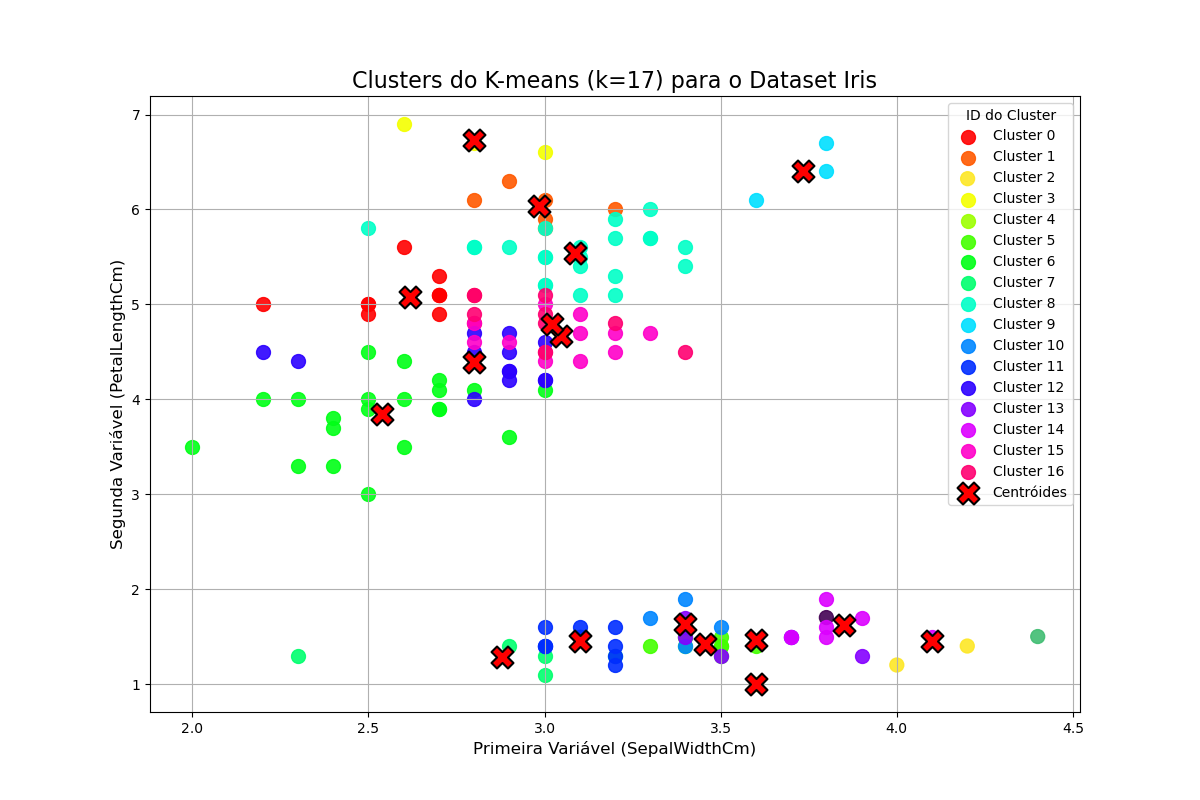 Clusters do K-means (k=17) para o Dataset Iris
7
6
5
4
3
2
1
Segunda Variável (PetalLengthCm)
2.0
2.5
3.0
3.5
4.0
4.5
Primeira Variável (SepalWidthCm)
ID do Cluster
Cluster 0
Cluster 1
Cluster 2
Cluster 3
Cluster 4
Cluster 5
Cluster 6
Cluster 7
Cluster 8
Cluster 9
Cluster 10
Cluster 11
Cluster 12
Cluster 13
Cluster 14
Cluster 15
Cluster 16
Centróides